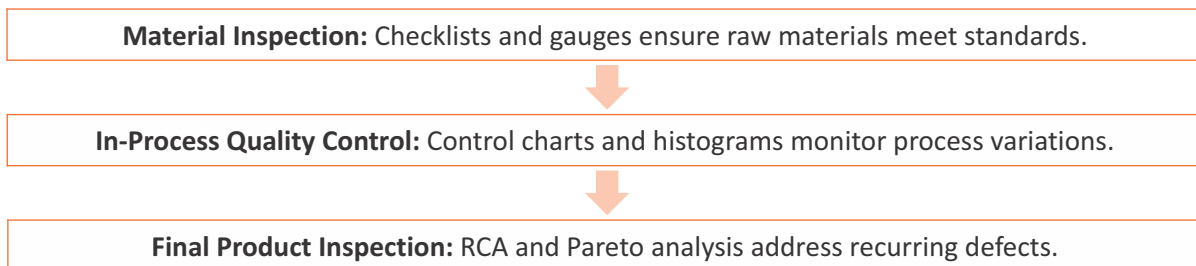 Material Inspection: Checklists and gauges ensure raw materials meet standards.
In-Process Quality Control: Control charts and histograms monitor process variations.
Final Product Inspection: RCA and Pareto analysis address recurring defects.